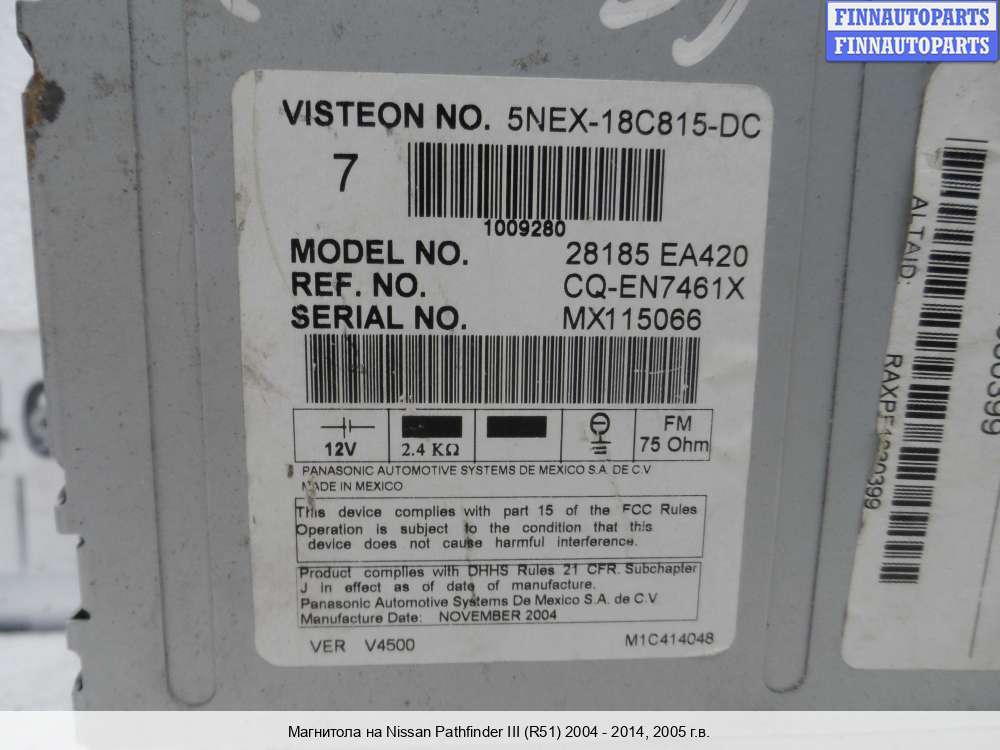 FINNAUTOPARTS
FINNAUTOPARTS
VISTEON NO. 5NEX-18C815-DC
7
1009280
MODEL NO. 28185 EA420
REF. NO. CQ-EN7461X
SERIAL NO. MX115066
12V
2.4 KΩ
FM
75 Ohm
PANASONIC AUTOMOTIVE SYSTEMS DE MEXICO S.A. DE C.V
MADE IN MEXICO
This device complies with part 15 of the FCC Rules
Operation is subject to the condition that this
device does not cause harmful interference.
Product complies with DHHS Rules 21 CFR. Subchapter
J in effect as of date of manufacture.
Panasonic Automotive Systems De Mexico S.A. de C.V
Manufacture Date: NOVEMBER 2004
VER V4500
M1C414048
ALTAID:
Магнитола на Nissan Pathfinder III (R51) 2004 - 2014, 2005 г.в.